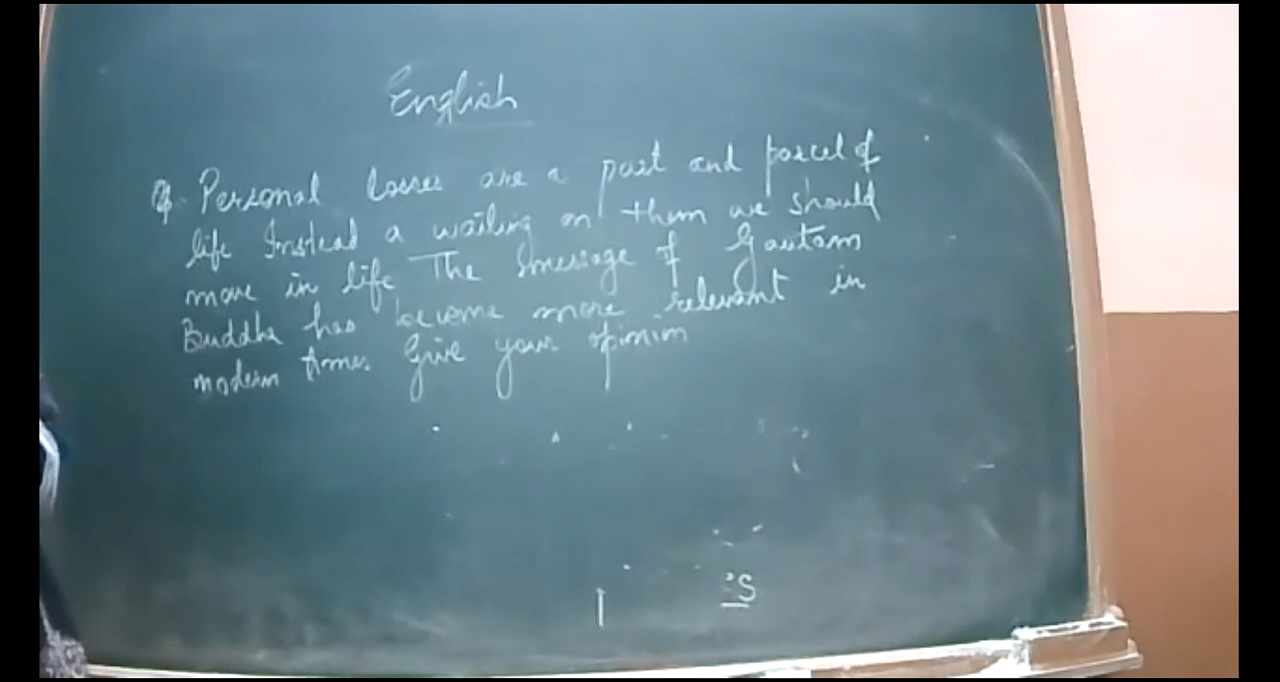 English
Q. Personal losses are a part and parcel of
life Instead a wailing on them we should
move in life The message of Gautam
Buddha has become more relevant in
modern times. Give your opinion
S